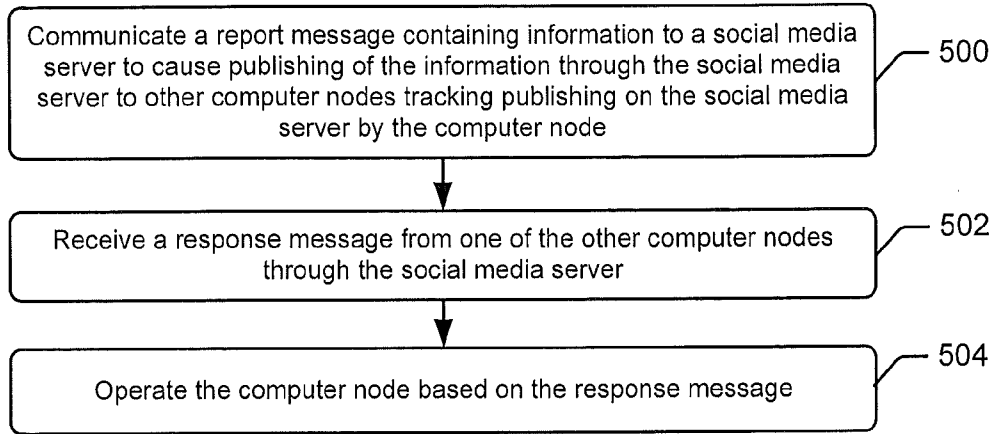 Communicate a report message containing information to a social media
server to cause publishing of the information through the social media
server to other computer nodes tracking publishing on the social media
server by the computer node
500
Receive a response message from one of the other computer nodes
through the social media server
502
Operate the computer node based on the response message
504